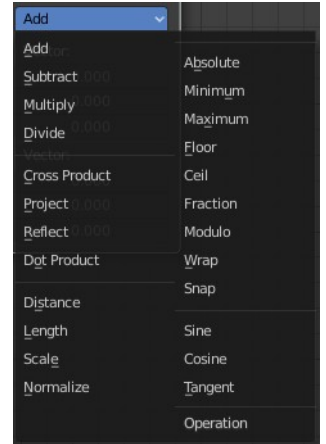 Add
Add
Subtract
Multiply
Divide
Cross Product
Project
Reflect
Dot Product
Distance
Length
Scale
Normalize
Absolute
Minimum
Maximum
Floor
Ceil
Fraction
Modulo
Wrap
Snap
Sine
Cosine
Tangent
Operation